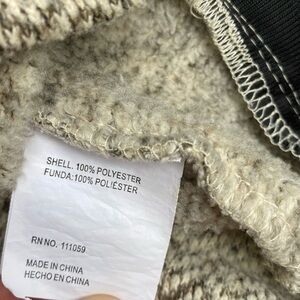 SHELL. 100% POLYESTER
FUNDA:100% POLIÉSTER
RN NO. 111059
MADE IN CHINA
HECHO EN CHINA